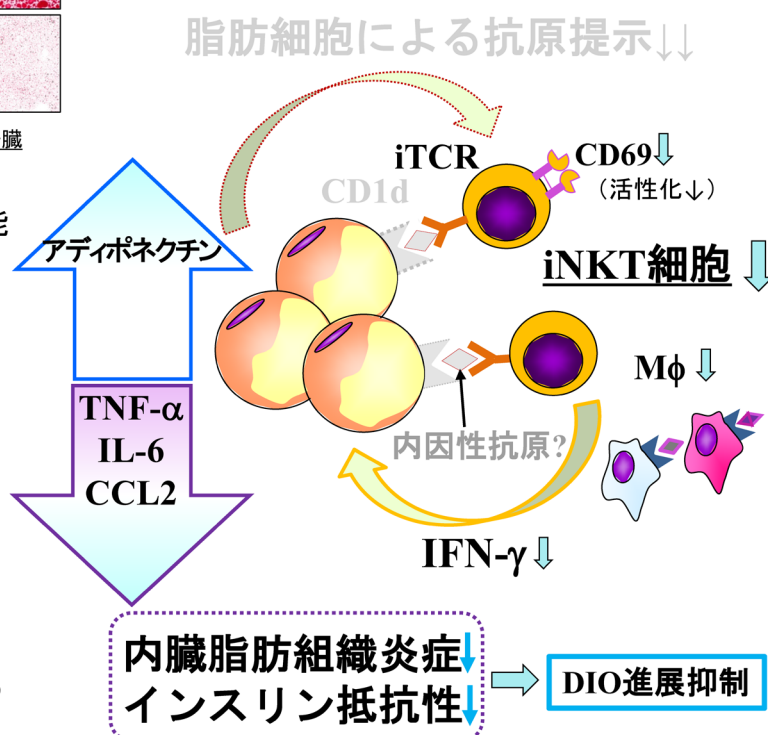 脂肪細胞による抗原提示↓↓
臓
iTCR
CD69
(活性化↓)
CD1d
能
アディポネクチン
iNKT細胞
Mϕ
TNF-α
IL-6
CCL2
内因性抗原?
IFN-γ
内臓脂肪組織炎症↓
インスリン抵抗性↓
DIO進展抑制